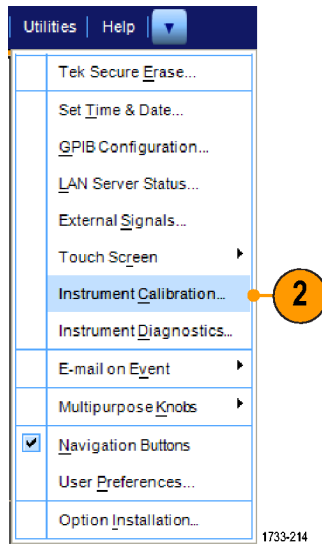 Utilities Help
Tek Secure Erase...
Set Time & Date...
GPIB Configuration...
LAN Server Status...
External Signals...
Touch Screen
Instrument Calibration...
2
Instrument Diagnostics...
E-mail on Event
Multipurpose Knobs
Navigation Buttons
User Preferences...
Option Installation...
1733-214